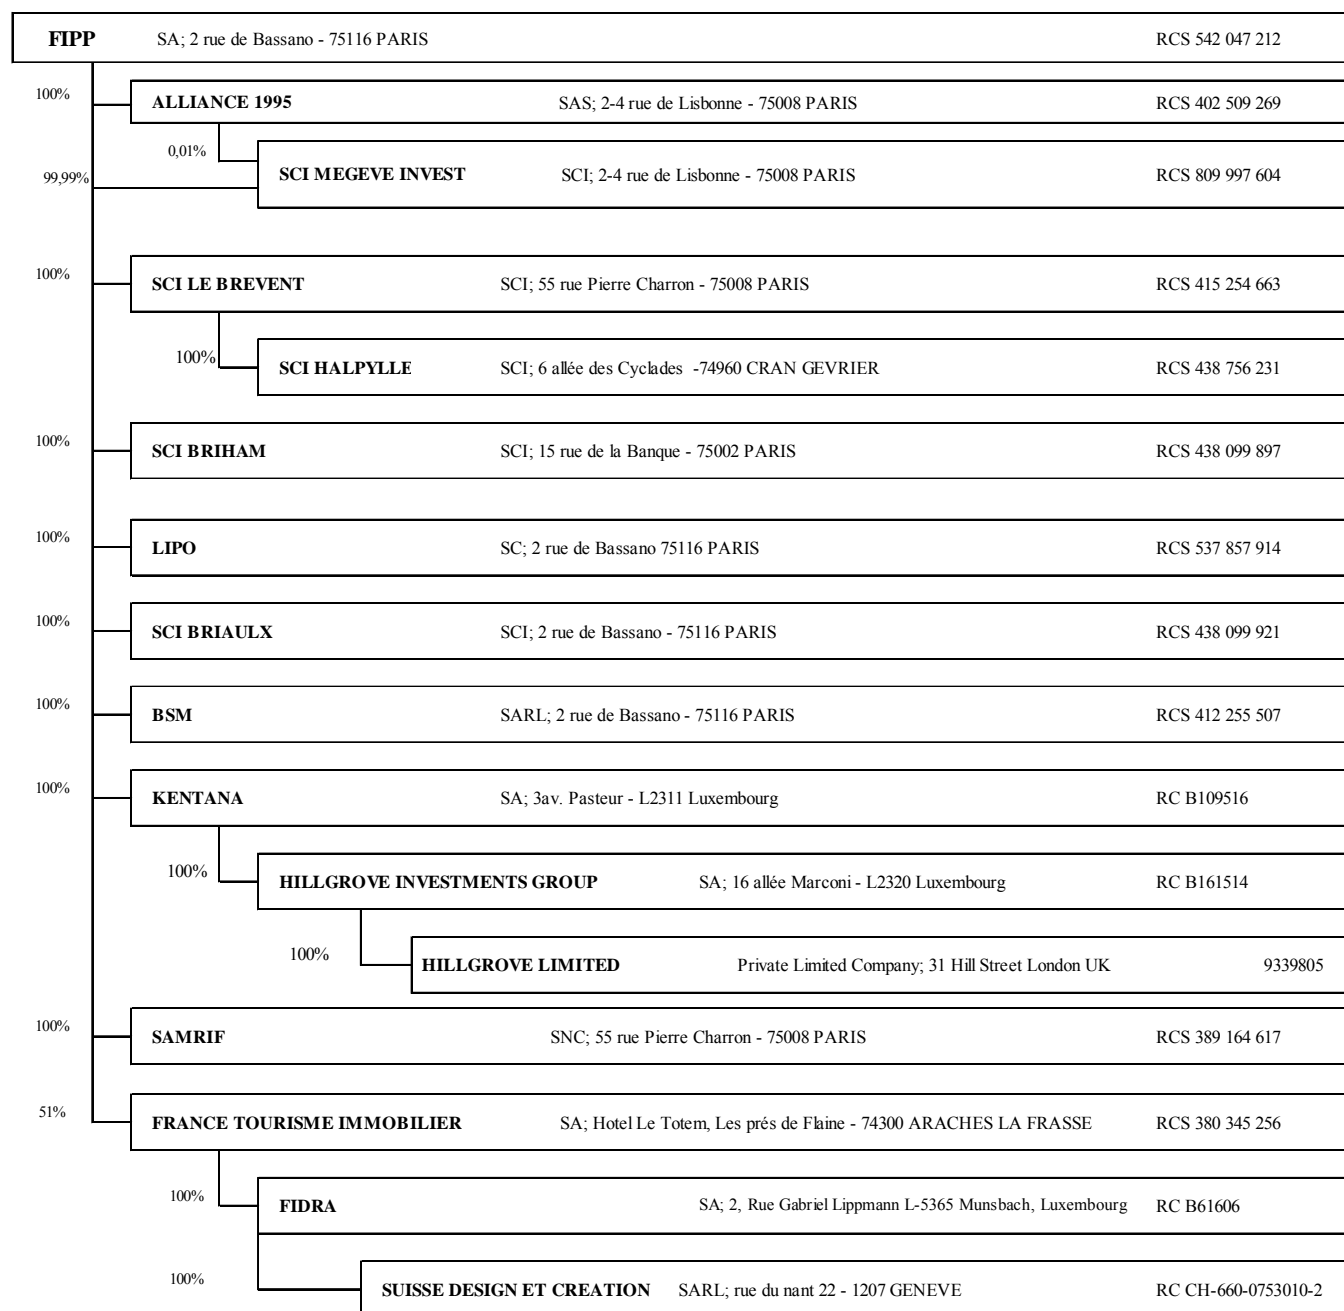 FIPP SA; 2 rue de Bassano - 75116 PARIS RCS 542 047 212
100% ALLIANCE 1995 SAS; 2-4 rue de Lisbonne - 75008 PARIS RCS 402 509 269
0,01%
99,99% SCI MEGEVE INVEST SCI; 2-4 rue de Lisbonne - 75008 PARIS RCS 809 997 604
100% SCI LE BREVENT SCI; 55 rue Pierre Charron - 75008 PARIS RCS 415 254 663
100% SCI HALPYLLE SCI; 6 allée des Cyclades -74960 CRAN GEVRIER RCS 438 756 231
100% SCI BRIHAM SCI; 15 rue de la Banque - 75002 PARIS RCS 438 099 897
100% LIPO SC; 2 rue de Bassano 75116 PARIS RCS 537 857 914
100% SCI BRIAULX SCI; 2 rue de Bassano - 75116 PARIS RCS 438 099 921
100% BSM SARL; 2 rue de Bassano - 75116 PARIS RCS 412 255 507
100% KENTANA SA; 3av. Pasteur - L2311 Luxembourg RC B109516
100% HILLGROVE INVESTMENTS GROUP SA; 16 allée Marconi - L2320 Luxembourg RC B161514
100% HILLGROVE LIMITED Private Limited Company; 31 Hill Street London UK 9339805
100% SAMRIF SNC; 55 rue Pierre Charron - 75008 PARIS RCS 389 164 617
51% FRANCE TOURISME IMMOBILIER SA; Hotel Le Totem, Les prés de Flaine - 74300 ARACHES LA FRASSE RCS 380 345 256
100% FIDRA SA; 2, Rue Gabriel Lippmann L-5365 Munsbach, Luxembourg RC B61606
100% SUISSE DESIGN ET CREATION SARL; rue du nant 22 - 1207 GENEVE RC CH-660-0753010-2